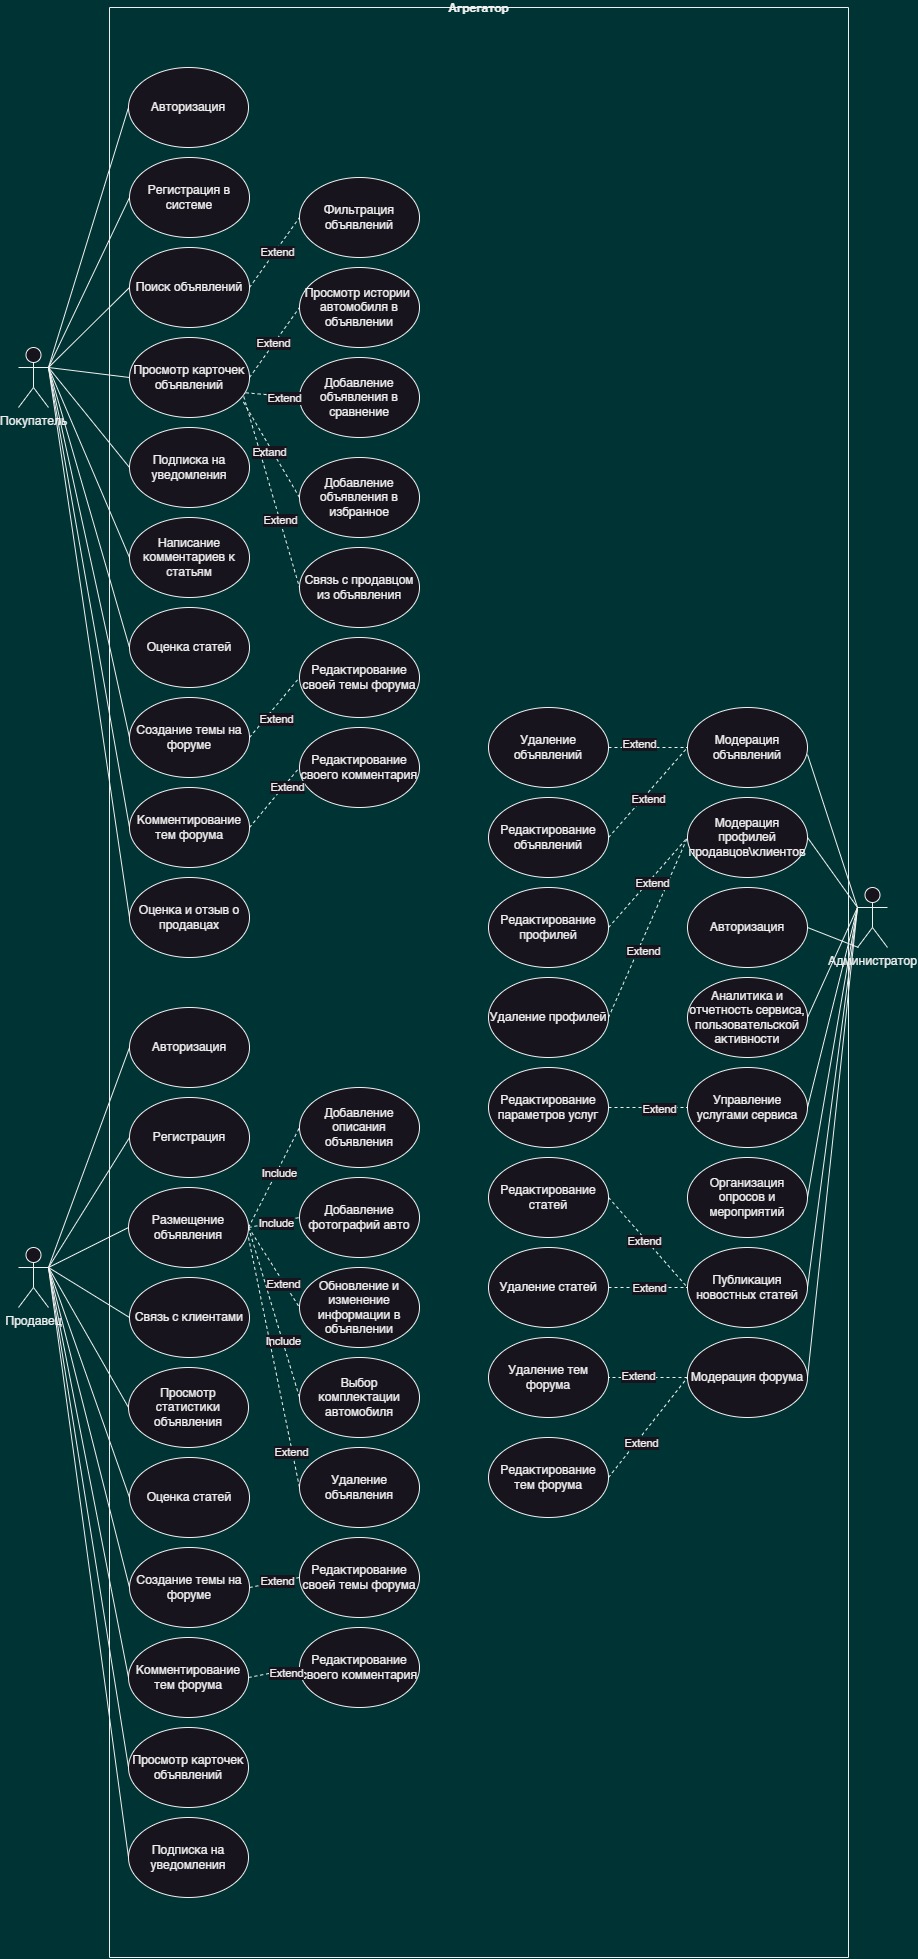 Агрегатор
Авторизация
Регистрация в
системе
Фильтрация
объявлений
Extend
Поиск объявлений
Просмотр истории
автомобиля в
объявлении
Extend
Просмотр карточек
объявлений
Добавление
объявления в
сравнение
Extend
Покупатель
Extand
Подписка на
уведомления
Добавление
объявления в
избранное
Extend
Написание
комментариев к
статьям
Связь с продавцом
из объявления
Оценка статей
Редактирование
своей темы форума
Extend
Создание темы на
форуме
Редактирование
своего комментария
Extend
Комментирование
тем форума
Оценка и отзыв о
продавцах
Удаление
объявлений
Extend
Модерация
объявлений
Extend
Редактирование
объявлений
Модерация
профилей
продавцов\клиентов
Extend
Редактирование
профилей
Авторизация
Extend
Администратор
Удаление профилей
Аналитика и
отчетность сервиса,
пользовательской
активности
Редактирование
параметров услуг
Extend
Управление
услугами сервиса
Редактирование
статей
Организация
опросов и
мероприятий
Extend
Удаление статей
Extend
Публикация
новостных статей
Удаление тем
форума
Extend
Модерация форума
Extend
Редактирование
тем форума
Авторизация
Регистрация
Добавление
описания
объявления
Include
Размещение
объявления
Include
Добавление
фотографий авто
Extend
Обновление и
изменение
информации в
объявлении
Продавец
Связь с клиентами
Include
Просмотр
статистики
объявления
Выбор
комплектации
автомобиля
Extend
Оценка статей
Удаление
объявления
Создание темы на
форуме
Extend
Редактирование
своей темы форума
Комментирование
тем форума
Extend
Редактирование
своего комментария
Просмотр карточек
объявлений
Подписка на
уведомления